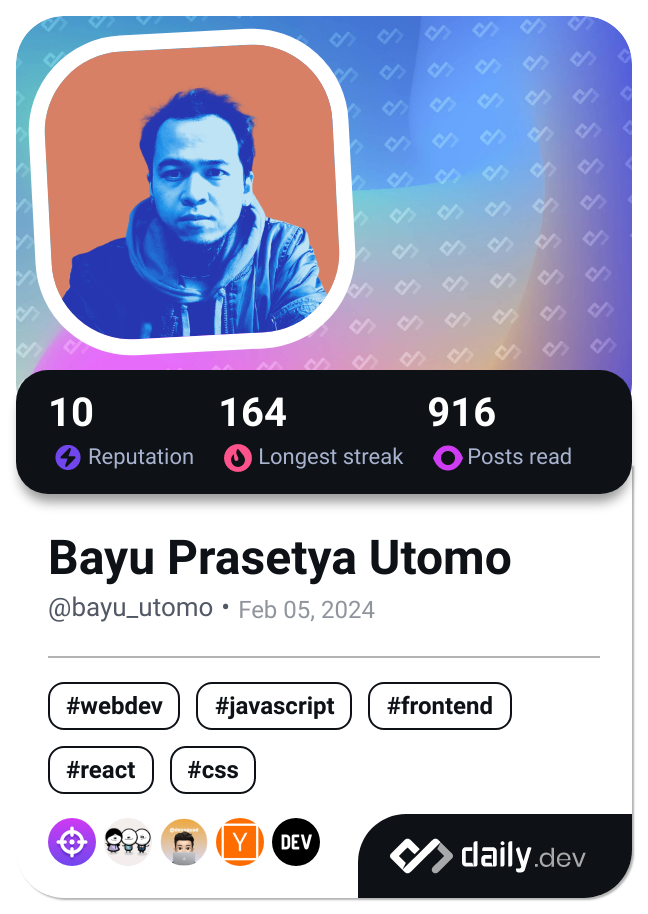 10 164 916
Reputation Longest streak Posts read
Bayu Prasetya Utomo
@bayu_utomo • Feb 05, 2024
#webdev #javascript #frontend
#react #css
Y DEV
daily.dev